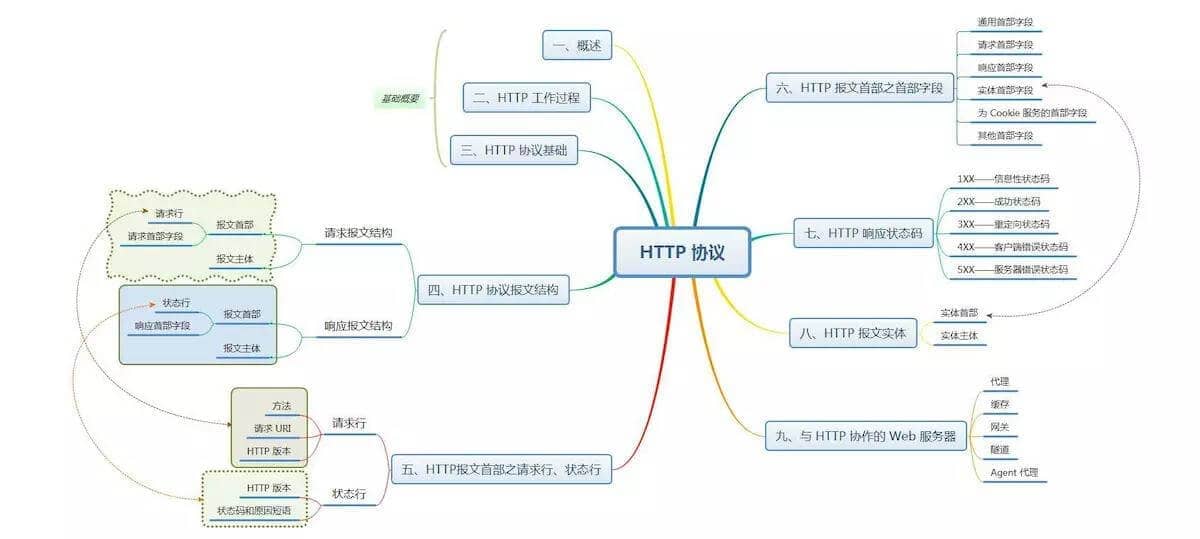 HTTP 协议
基础概要
一、概述
二、HTTP 工作过程
三、HTTP 协议基础
四、HTTP 协议报文结构
请求报文结构
报文首部
请求行
请求首部字段
报文主体
响应报文结构
报文首部
状态行
响应首部字段
报文主体
五、HTTP报文首部之请求行、状态行
请求行
方法
请求 URI
HTTP 版本
状态行
HTTP 版本
状态码和原因短语
六、HTTP 报文首部之首部字段
通用首部字段
请求首部字段
响应首部字段
实体首部字段
为 Cookie 服务的首部字段
其他首部字段
七、HTTP 响应状态码
1XX——信息性状态码
2XX——成功状态码
3XX——重定向状态码
4XX——客户端错误状态码
5XX——服务器错误状态码
八、HTTP 报文实体
实体首部
实体主体
九、与 HTTP 协作的 Web 服务器
代理
缓存
网关
隧道
Agent 代理